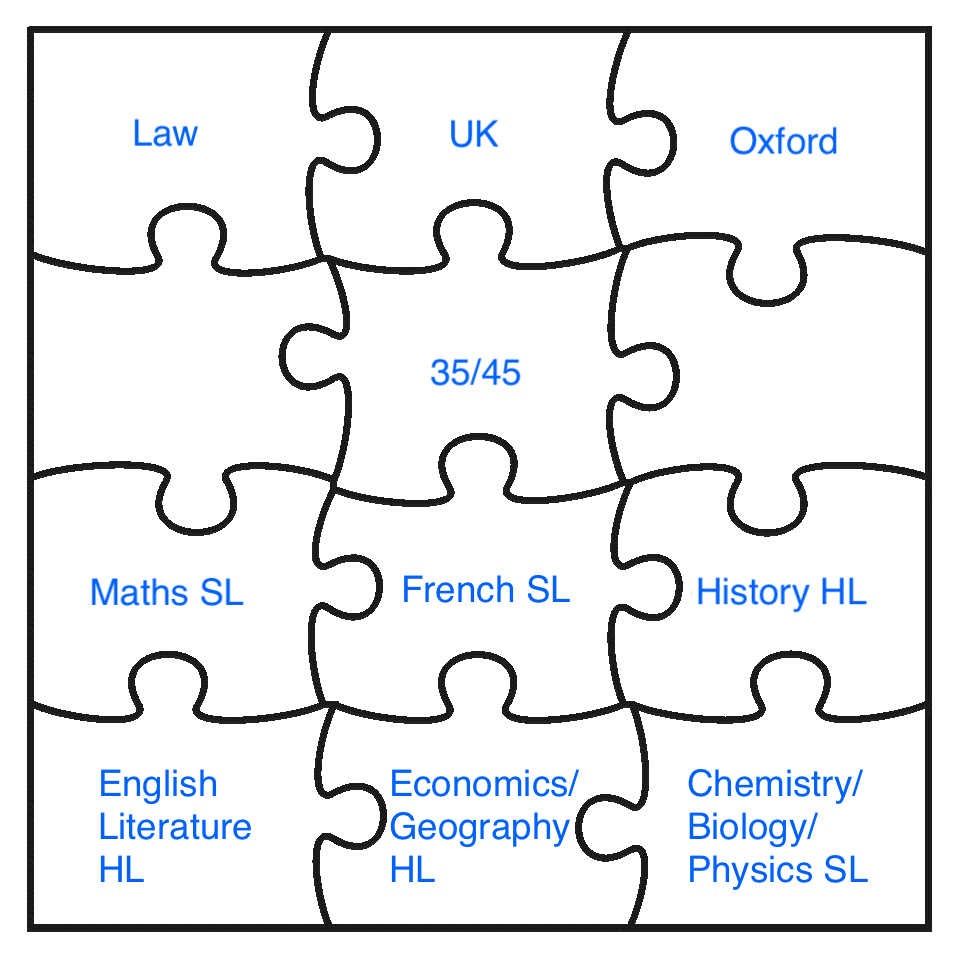 Law
UK
Oxford
35/45
Maths SL
French SL
History HL
English
Literature
HL
Economics/
Geography
HL
Chemistry/
Biology/
Physics SL